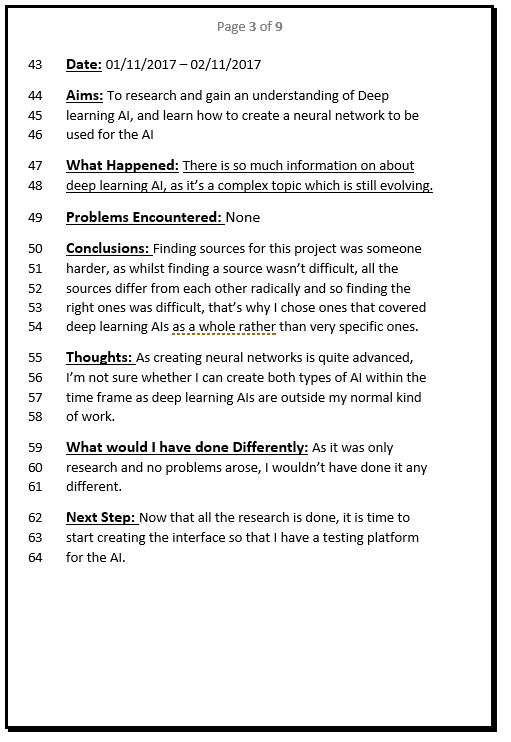 Page 3 of 9
43 Date: 01/11/2017 – 02/11/2017
44 Aims: To research and gain an understanding of Deep
45 learning AI, and learn how to create a neural network to be
46 used for the AI
47 What Happened: There is so much information on about
48 deep learning AI, as it’s a complex topic which is still evolving.
49 Problems Encountered: None
50 Conclusions: Finding sources for this project was someone
51 harder, as whilst finding a source wasn’t difficult, all the
52 sources differ from each other radically and so finding the
53 right ones was difficult, that’s why I chose ones that covered
54 deep learning AIs as a whole rather than very specific ones.
55 Thoughts: As creating neural networks is quite advanced,
56 I’m not sure whether I can create both types of AI within the
57 time frame as deep learning AIs are outside my normal kind
58 of work.
59 What would I have done Differently: As it was only
60 research and no problems arose, I wouldn’t have done it any
61 different.
62 Next Step: Now that all the research is done, it is time to
63 start creating the interface so that I have a testing platform
64 for the AI.